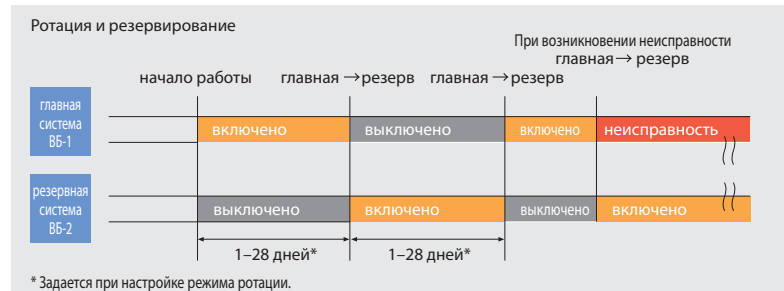 Ротация и резервирование
При возникновении неисправности
главная → резерв
начало работы главная → резерв главная → резерв
главная
система
ВБ-1
включено выключено включено неисправность
резервная
система
ВБ-2
выключено включено выключено включено
1–28 дней* 1–28 дней*
* Задается при настройке режима ротации.